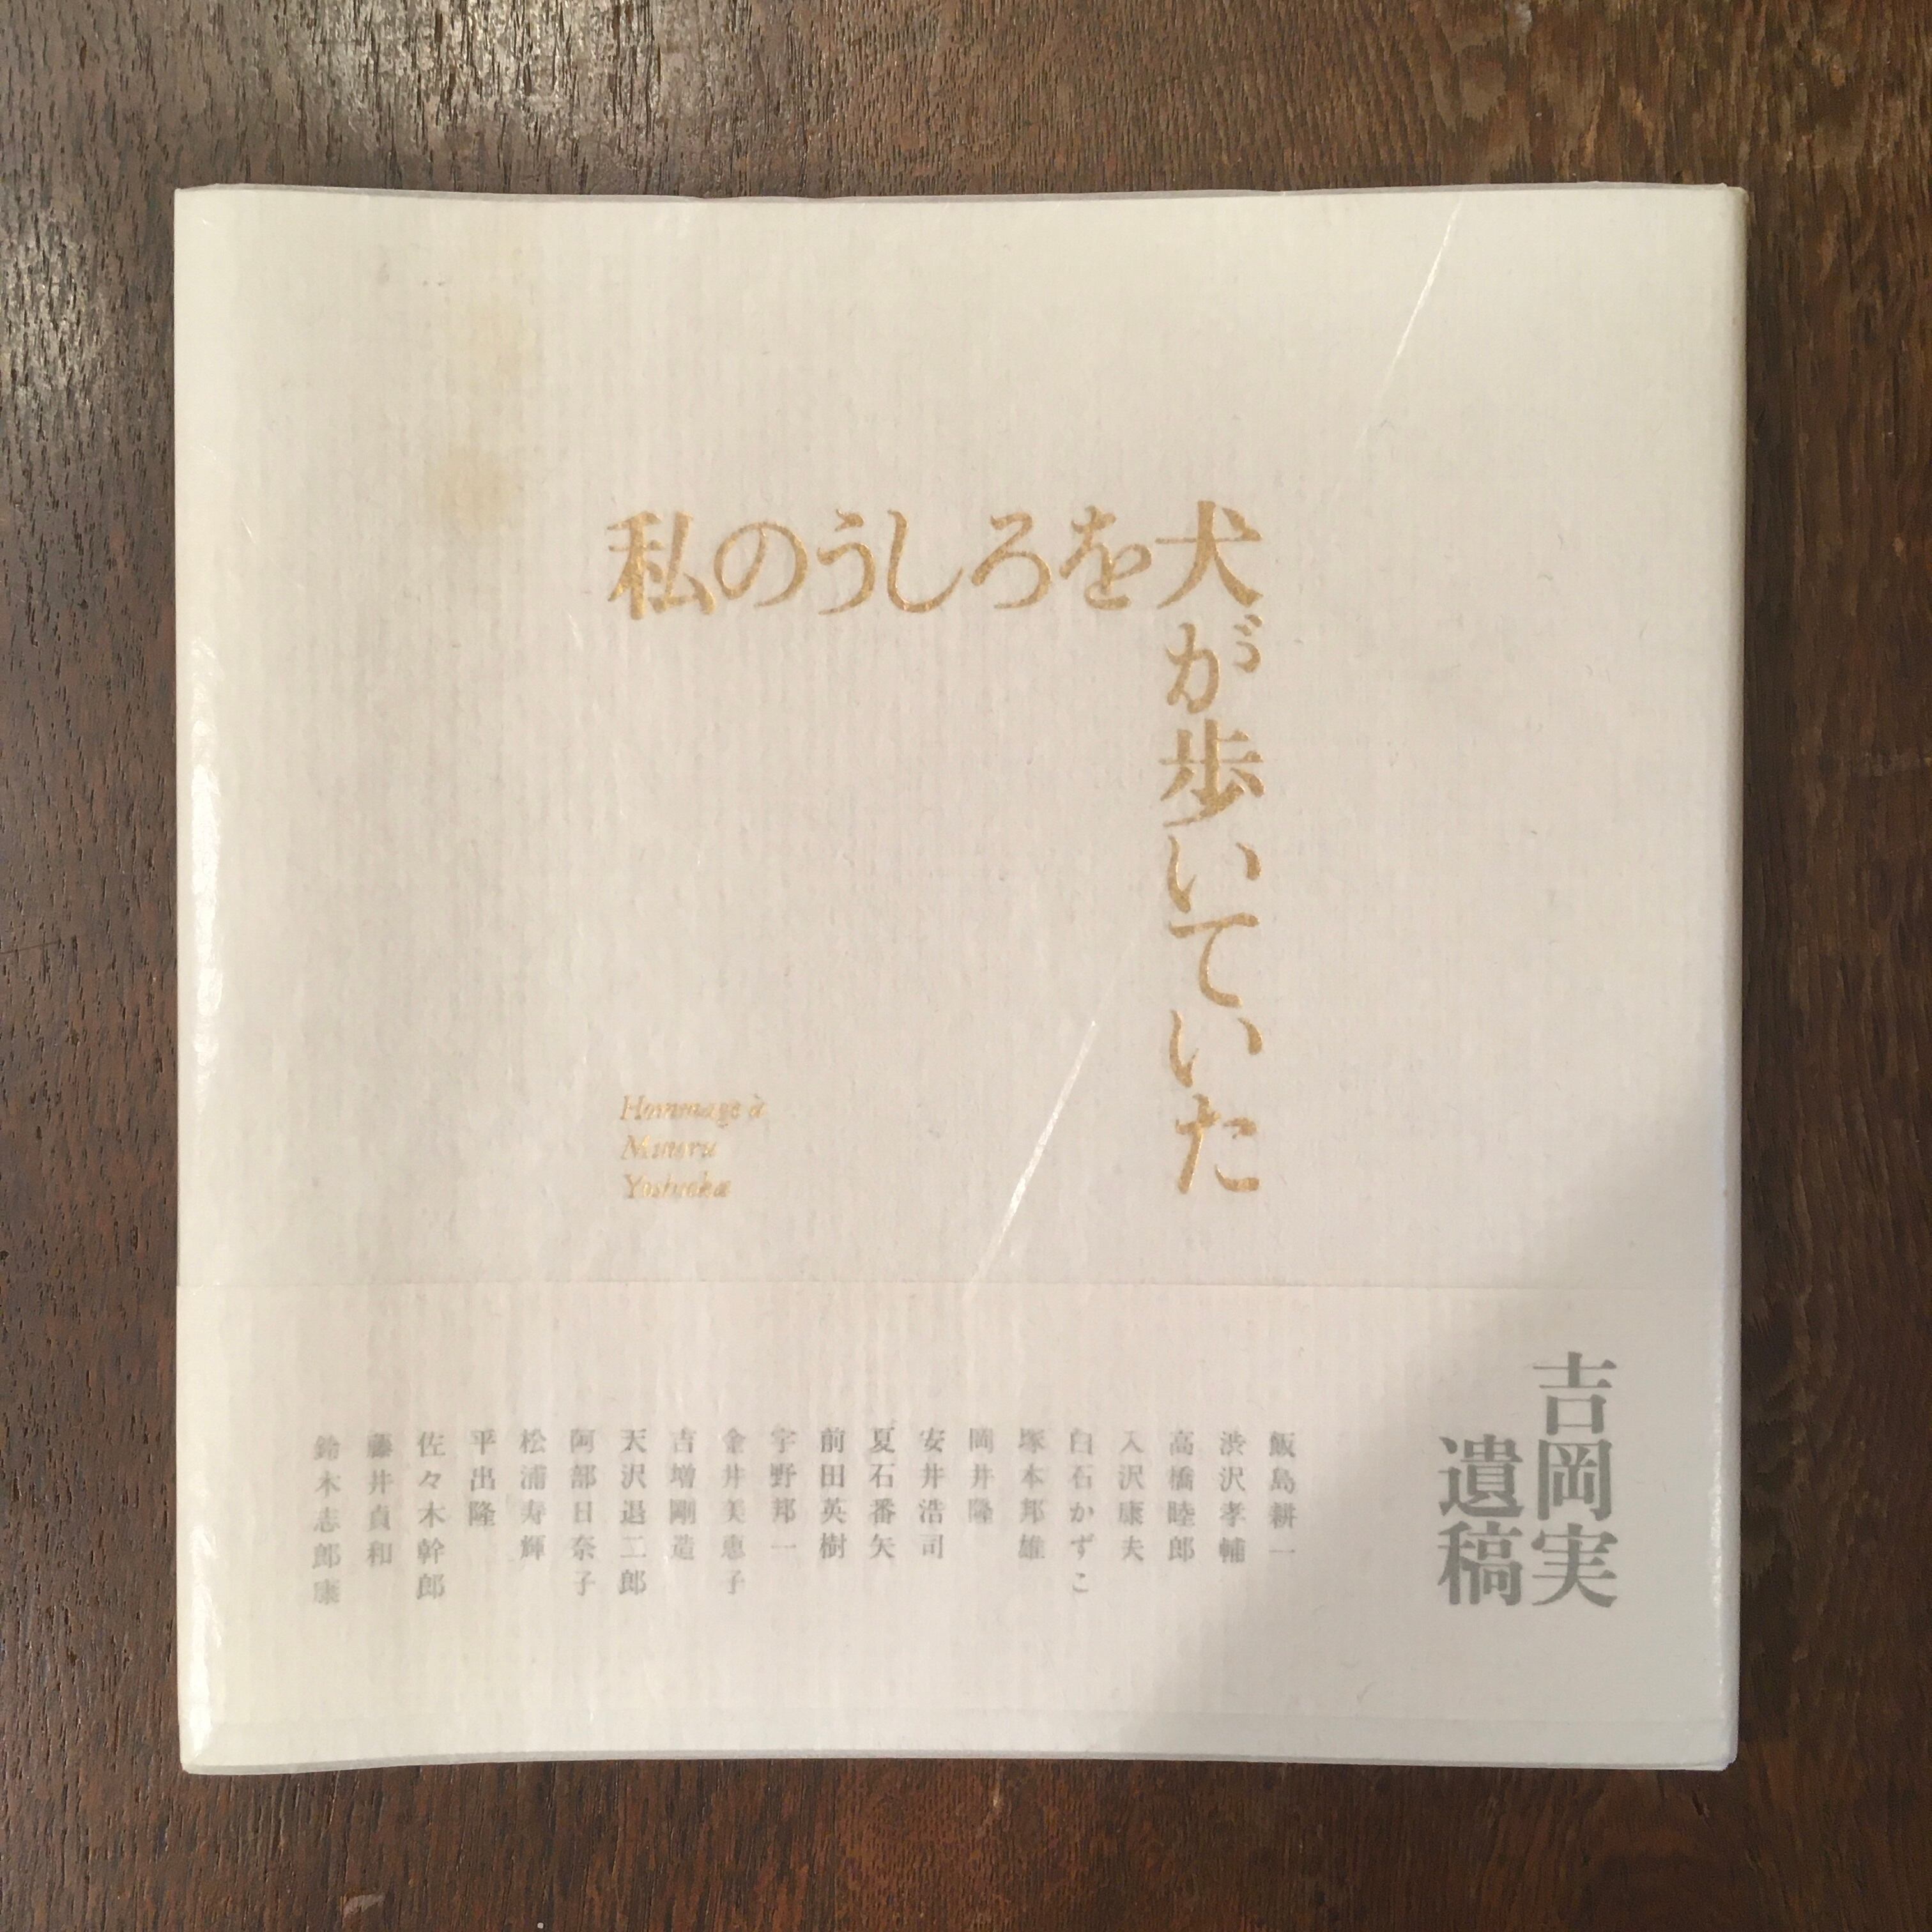 私のうしろを犬が歩いていた
Hommage à
Minoru
Yoshioka
吉岡実
遺稿
飯島耕一
渋沢孝輔
高橋睦郎
入沢康夫
白石かずこ
塚本邦雄
岡井隆
安井浩司
夏石番矢
前田英樹
宇野邦一
金井美恵子
吉増剛造
天沢退二郎
阿部日奈子
松浦寿輝
平出隆
佐々木幹郎
藤井貞和
鈴木志郎康